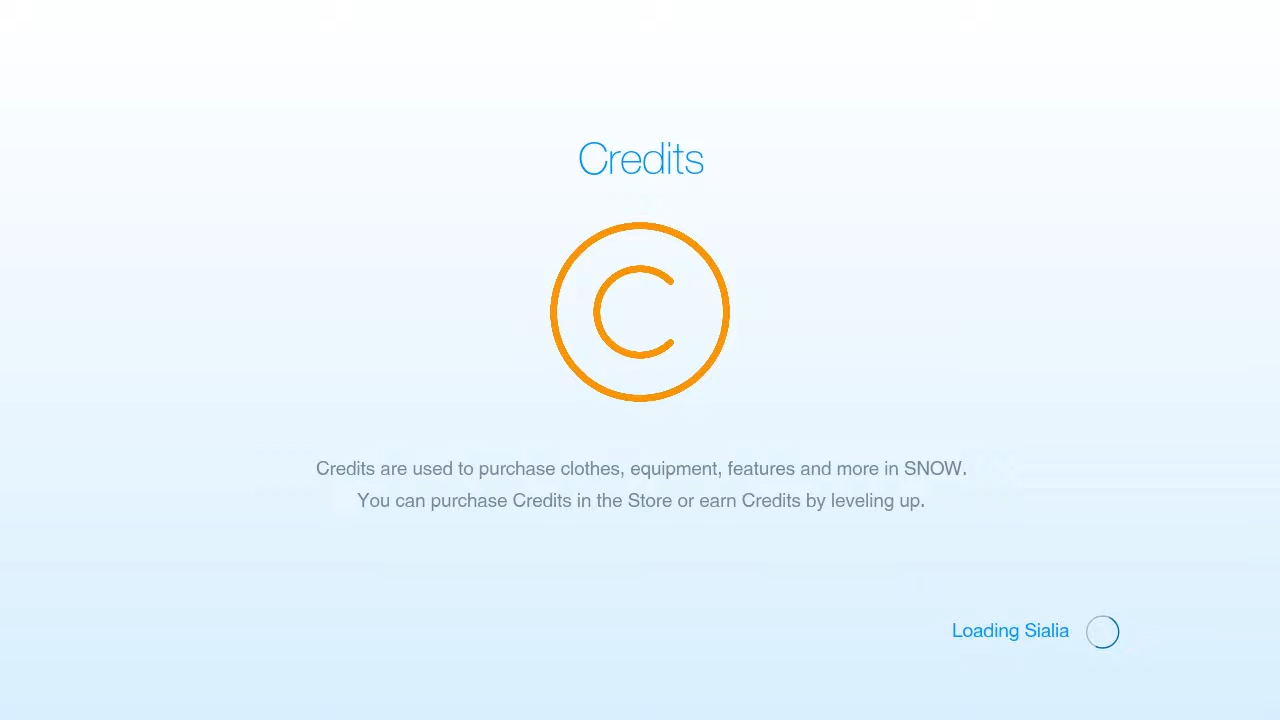 Credits
C
Credits are used to purchase clothes, equipment, features and more in SNOW.
You can purchase Credits in the Store or earn Credits by leveling up.
Loading Sialia